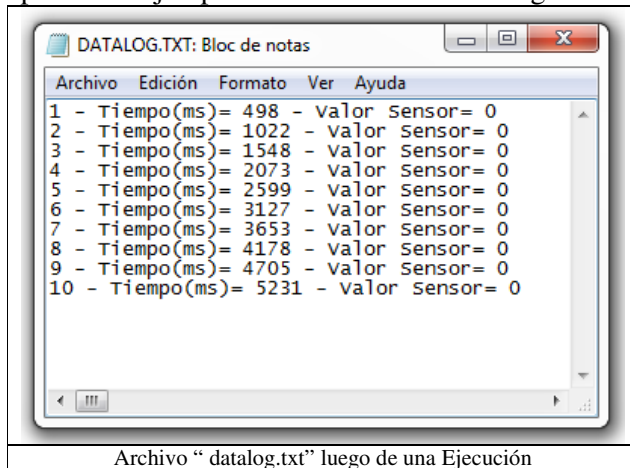 DATALOG.TXT: Bloc de notas
Archivo Edición Formato Ver Ayuda
1 - Tiempo(ms)= 498 - Valor Sensor= 0
2 - Tiempo(ms)= 1022 - Valor Sensor= 0
3 - Tiempo(ms)= 1548 - Valor Sensor= 0
4 - Tiempo(ms)= 2073 - Valor Sensor= 0
5 - Tiempo(ms)= 2599 - Valor Sensor= 0
6 - Tiempo(ms)= 3127 - Valor Sensor= 0
7 - Tiempo(ms)= 3653 - Valor Sensor= 0
8 - Tiempo(ms)= 4178 - Valor Sensor= 0
9 - Tiempo(ms)= 4705 - Valor Sensor= 0
10 - Tiempo(ms)= 5231 - Valor Sensor= 0
Archivo “ datalog.txt” luego de una Ejecución